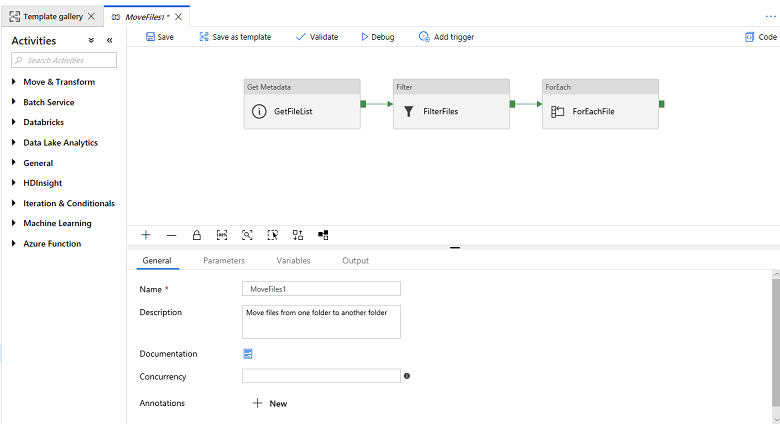 Template gallery
MoveFiles1 *
Activities
Search Activities
Move & Transform
Batch Service
Databricks
Data Lake Analytics
General
HDInsight
Iteration & Conditionals
Machine Learning
Azure Function
Save
Save as template
Validate
Debug
Add trigger
Code
Get Metadata
GetFileList
Filter
FilterFiles
ForEach
ForEachFile
General
Parameters
Variables
Output
Name *
MoveFiles1
Description
Move files from one folder to another folder
Documentation
Concurrency
Annotations
New